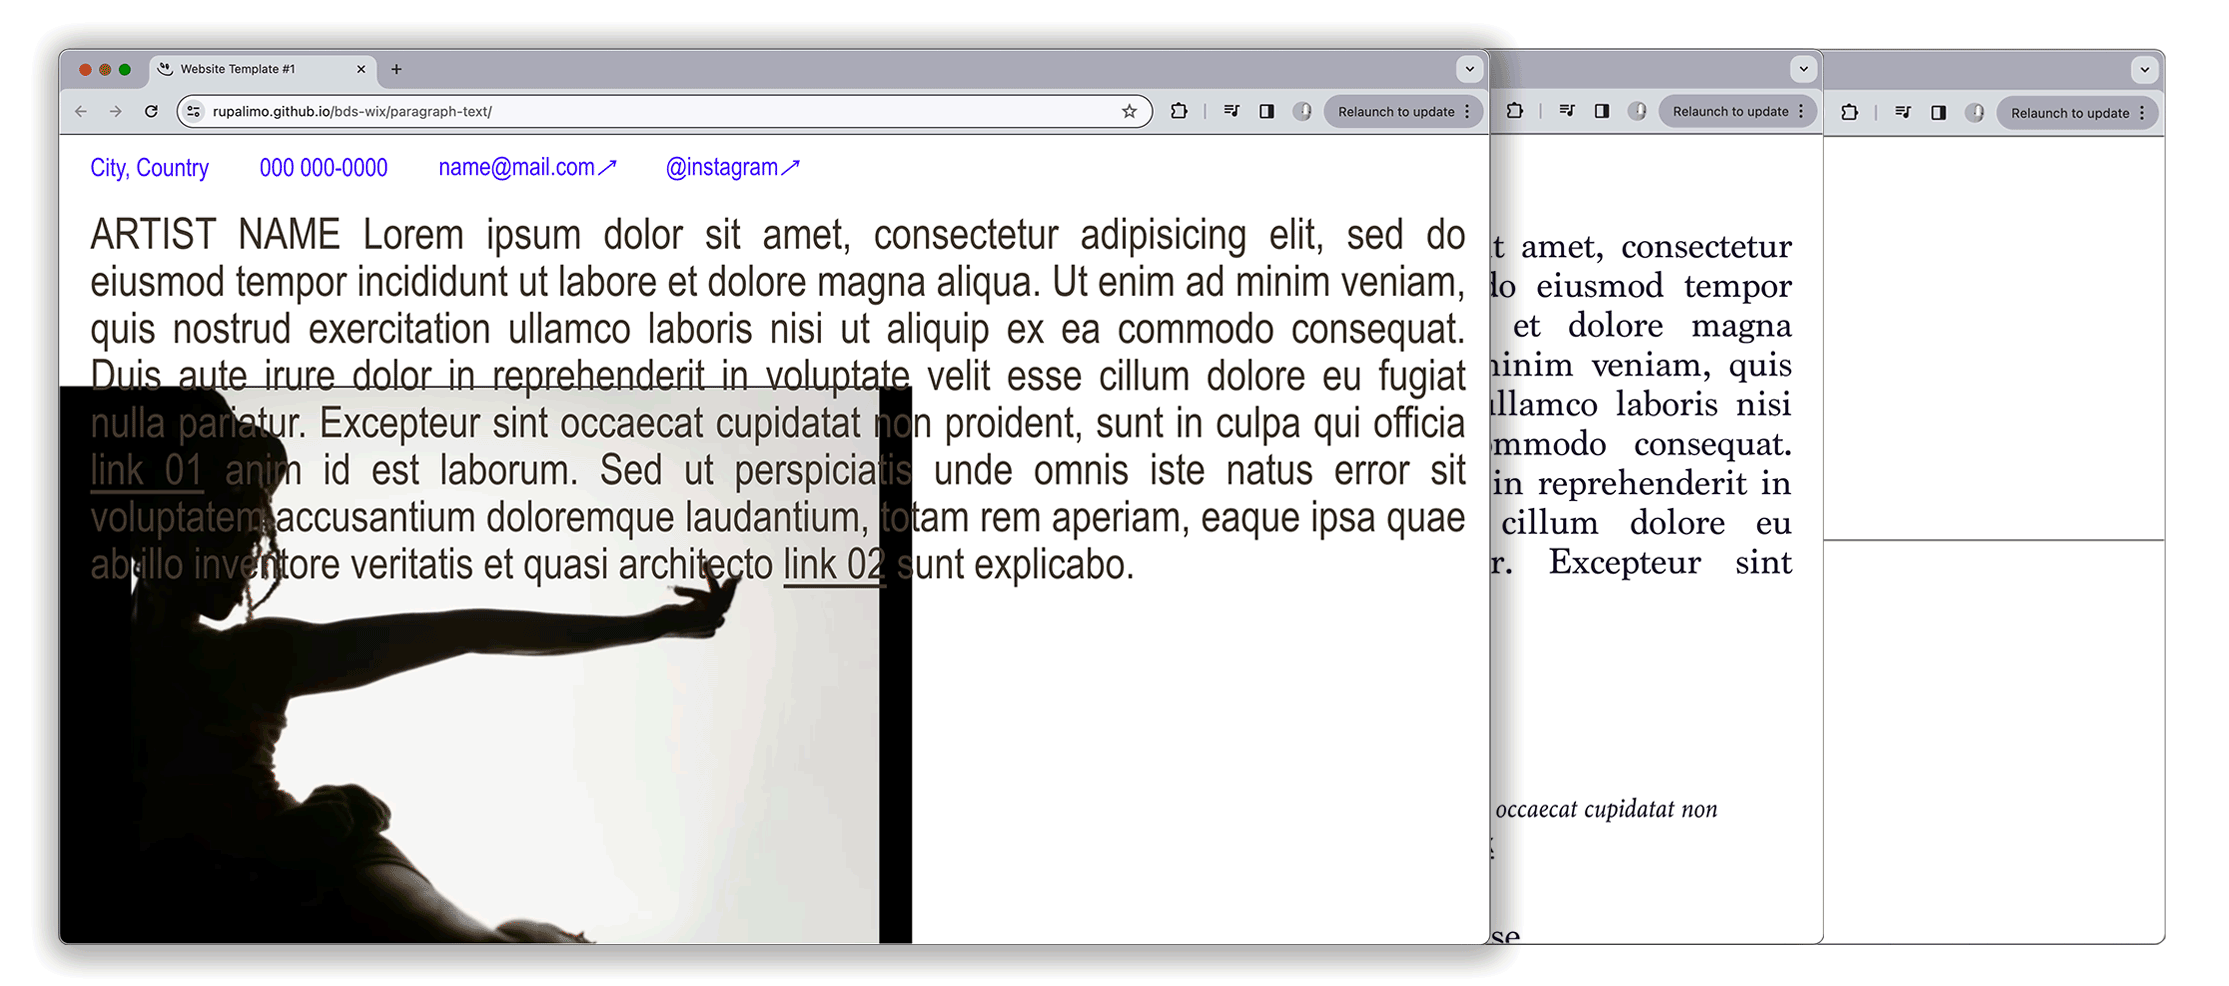 Website Template #1
rupalimo.github.io/bds-wix/paragraph-text/
Relaunch to update
Relaunch to update
Relaunch to update
City, Country 000 000-0000 name@mail.com↗ @instagram↗
ARTIST NAME Lorem ipsum dolor sit amet, consectetur adipisicing elit, sed do
eiusmod tempor incididunt ut labore et dolore magna aliqua. Ut enim ad minim veniam,
quis nostrud exercitation ullamco laboris nisi ut aliquip ex ea commodo consequat.
Duis aute irure dolor in reprehenderit in voluptate velit esse cillum dolore eu fugiat
nulla pariatur. Excepteur sint occaecat cupidatat non proident, sunt in culpa qui officia
link 01 anim id est laborum. Sed ut perspiciatis unde omnis iste natus error sit
voluptatem accusantium doloremque laudantium, totam rem aperiam, eaque ipsa quae
ab illo inventore veritatis et quasi architecto link 02 sunt explicabo.
amet, consectetur
eiusmod tempor
et dolore magna
veniam, quis
laboris nisi
consequat.
in reprehenderit in
cillum dolore eu
Excepteur sint
occaecat cupidatat non